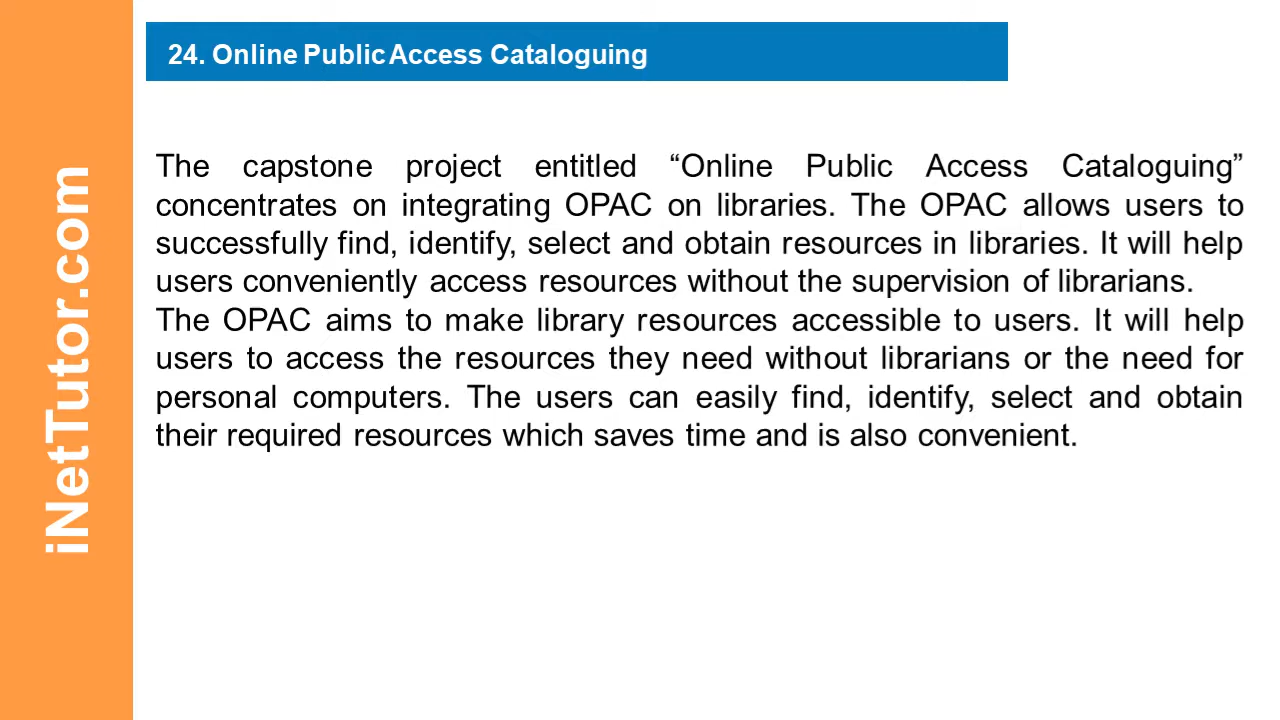 24. Online Public Access Cataloguing
iNetTutor.com
The capstone project entitled “Online Public Access Cataloguing”
concentrates on integrating OPAC on libraries. The OPAC allows users to
successfully find, identify, select and obtain resources in libraries. It will help
users conveniently access resources without the supervision of librarians.
The OPAC aims to make library resources accessible to users. It will help
users to access the resources they need without librarians or the need for
personal computers. The users can easily find, identify, select and obtain
their required resources which saves time and is also convenient.